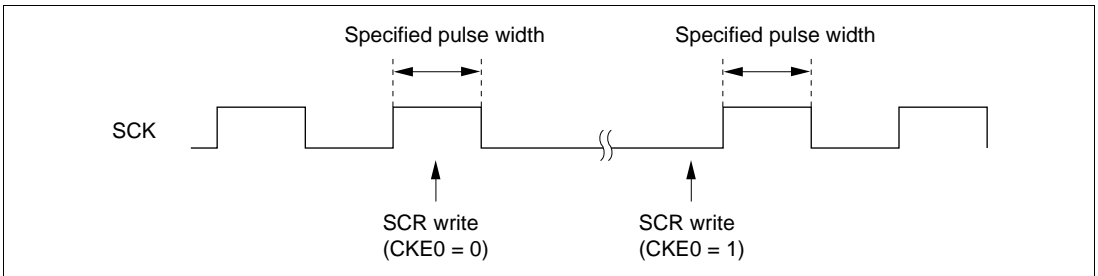 Specified pulse width
Specified pulse width
SCK
SCR write
(CKE0 = 0)
SCR write
(CKE0 = 1)